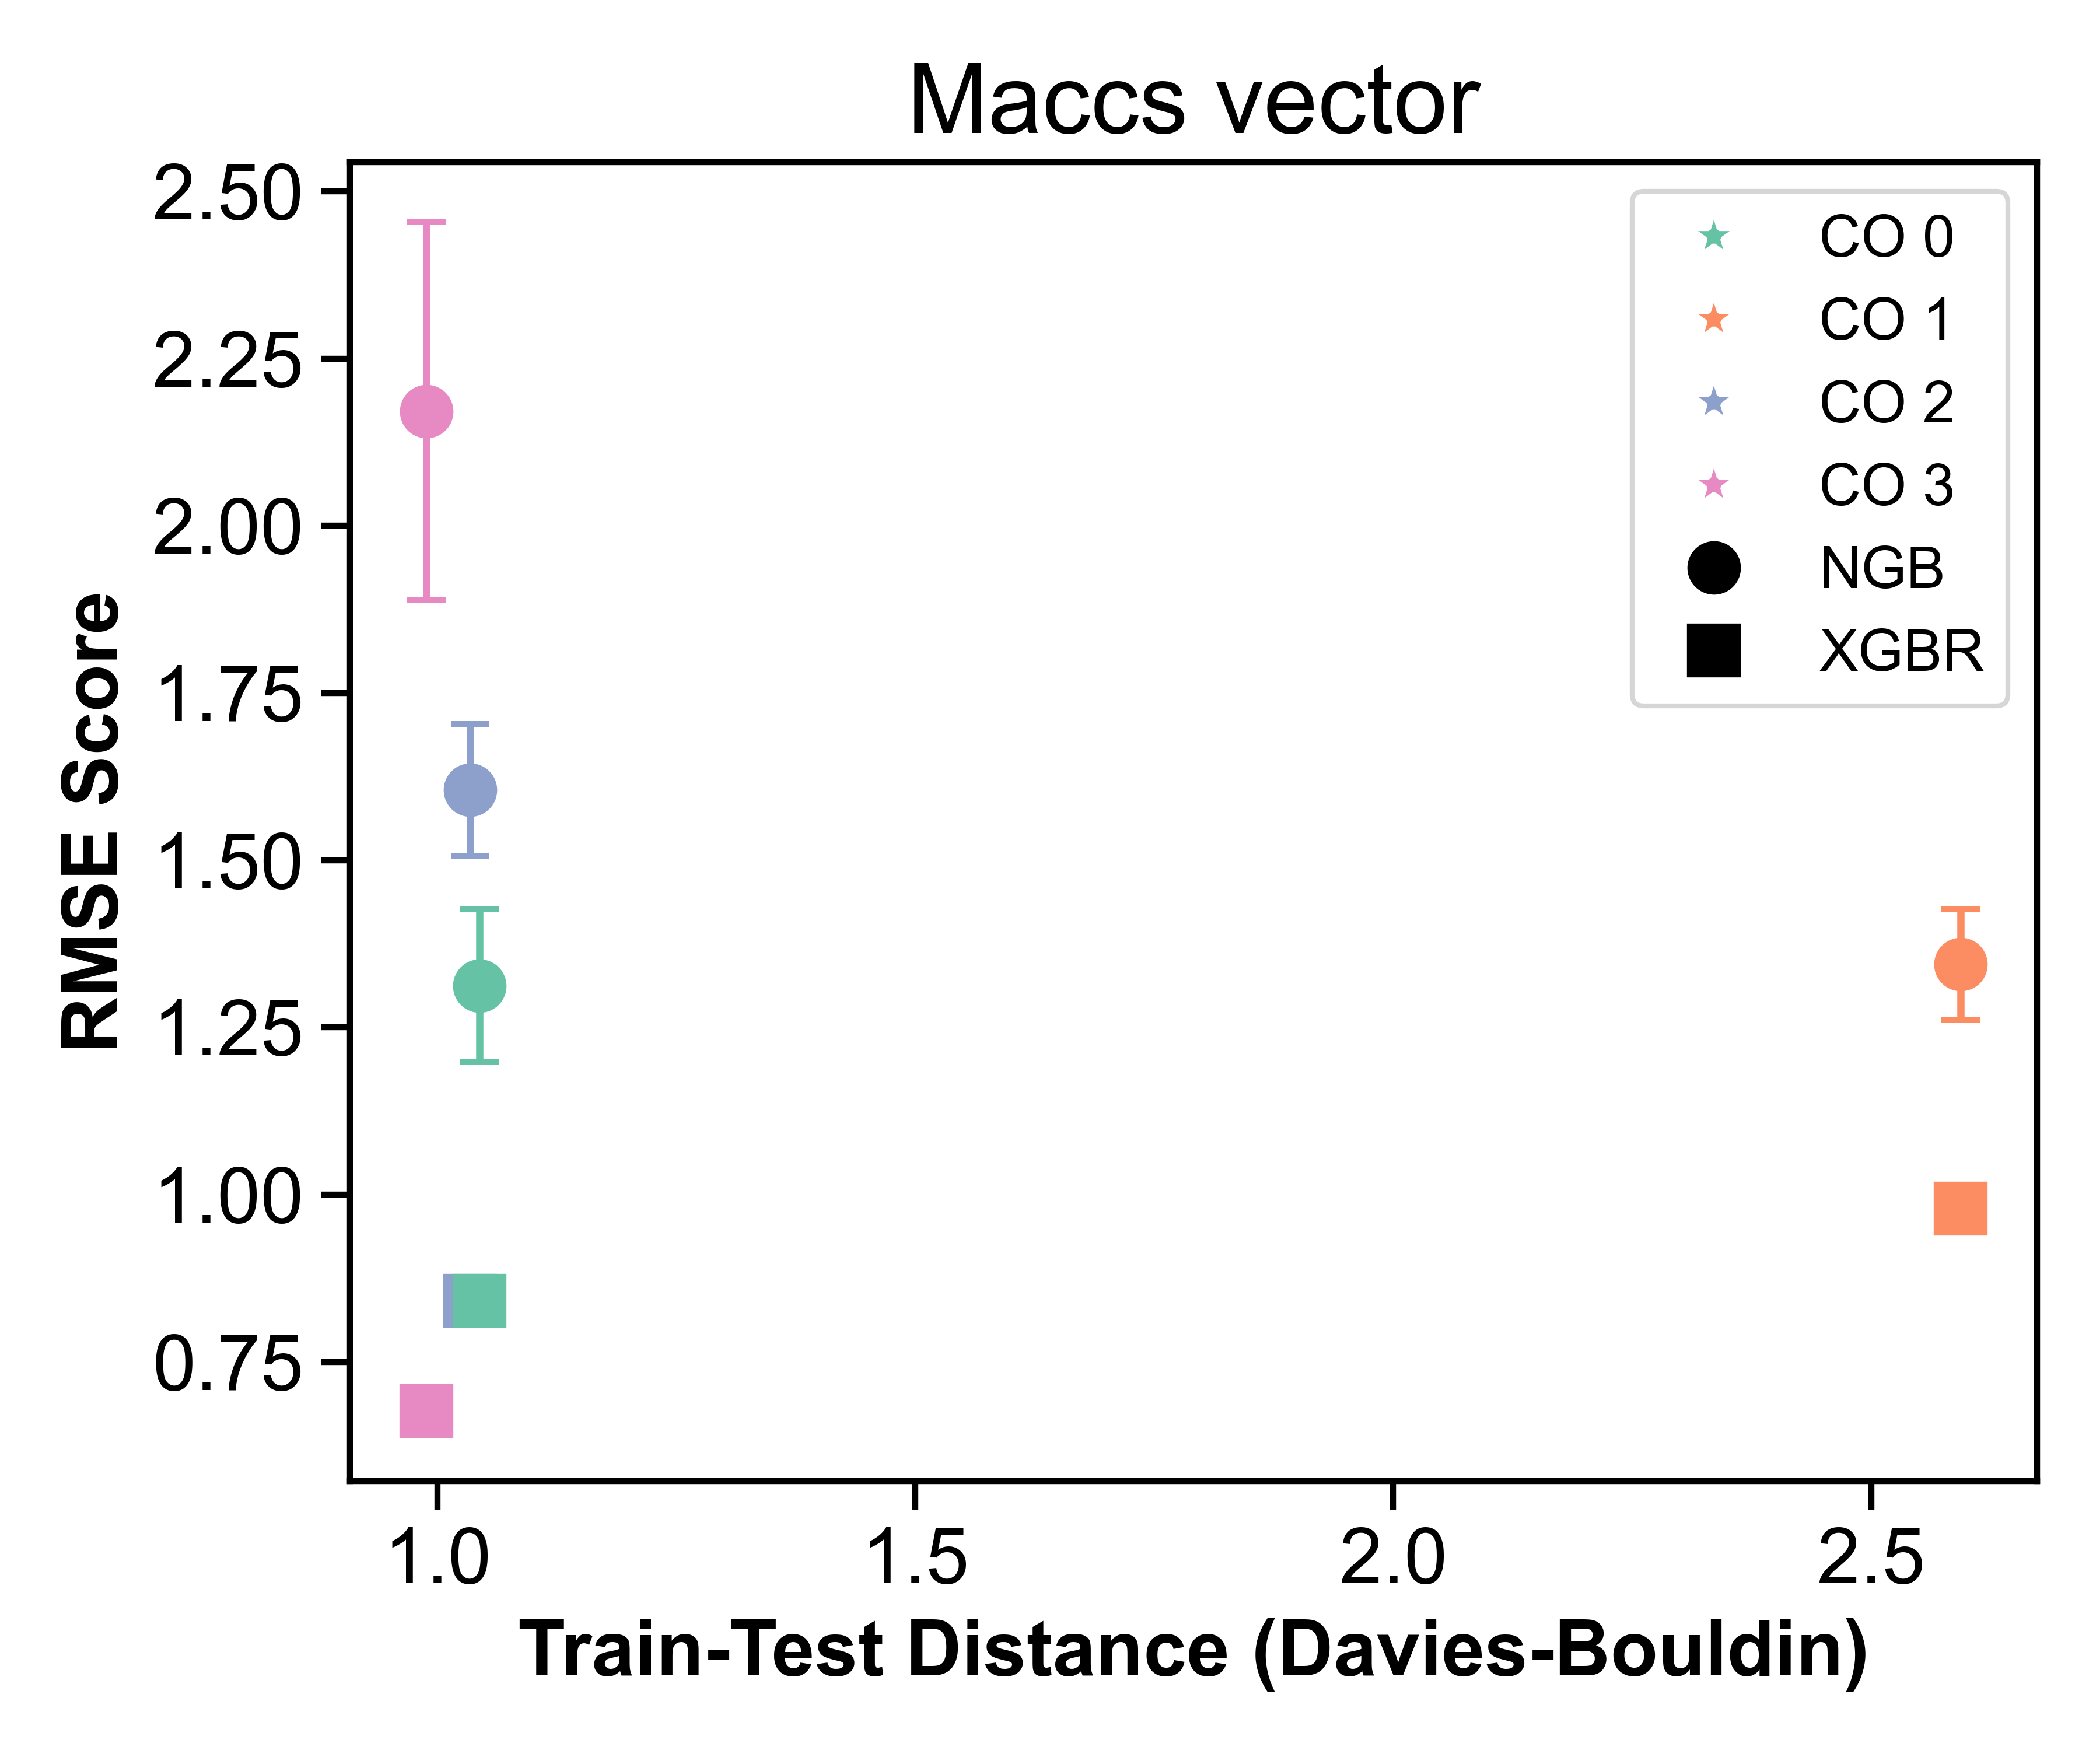 Maccs vector
2.50
2.25
2.00
1.75
1.50
1.25
1.00
0.75
RMSE Score
CO 0
CO 1
CO 2
CO 3
NGB
XGBR
1.0 1.5 2.0 2.5
Train-Test Distance (Davies-Bouldin)